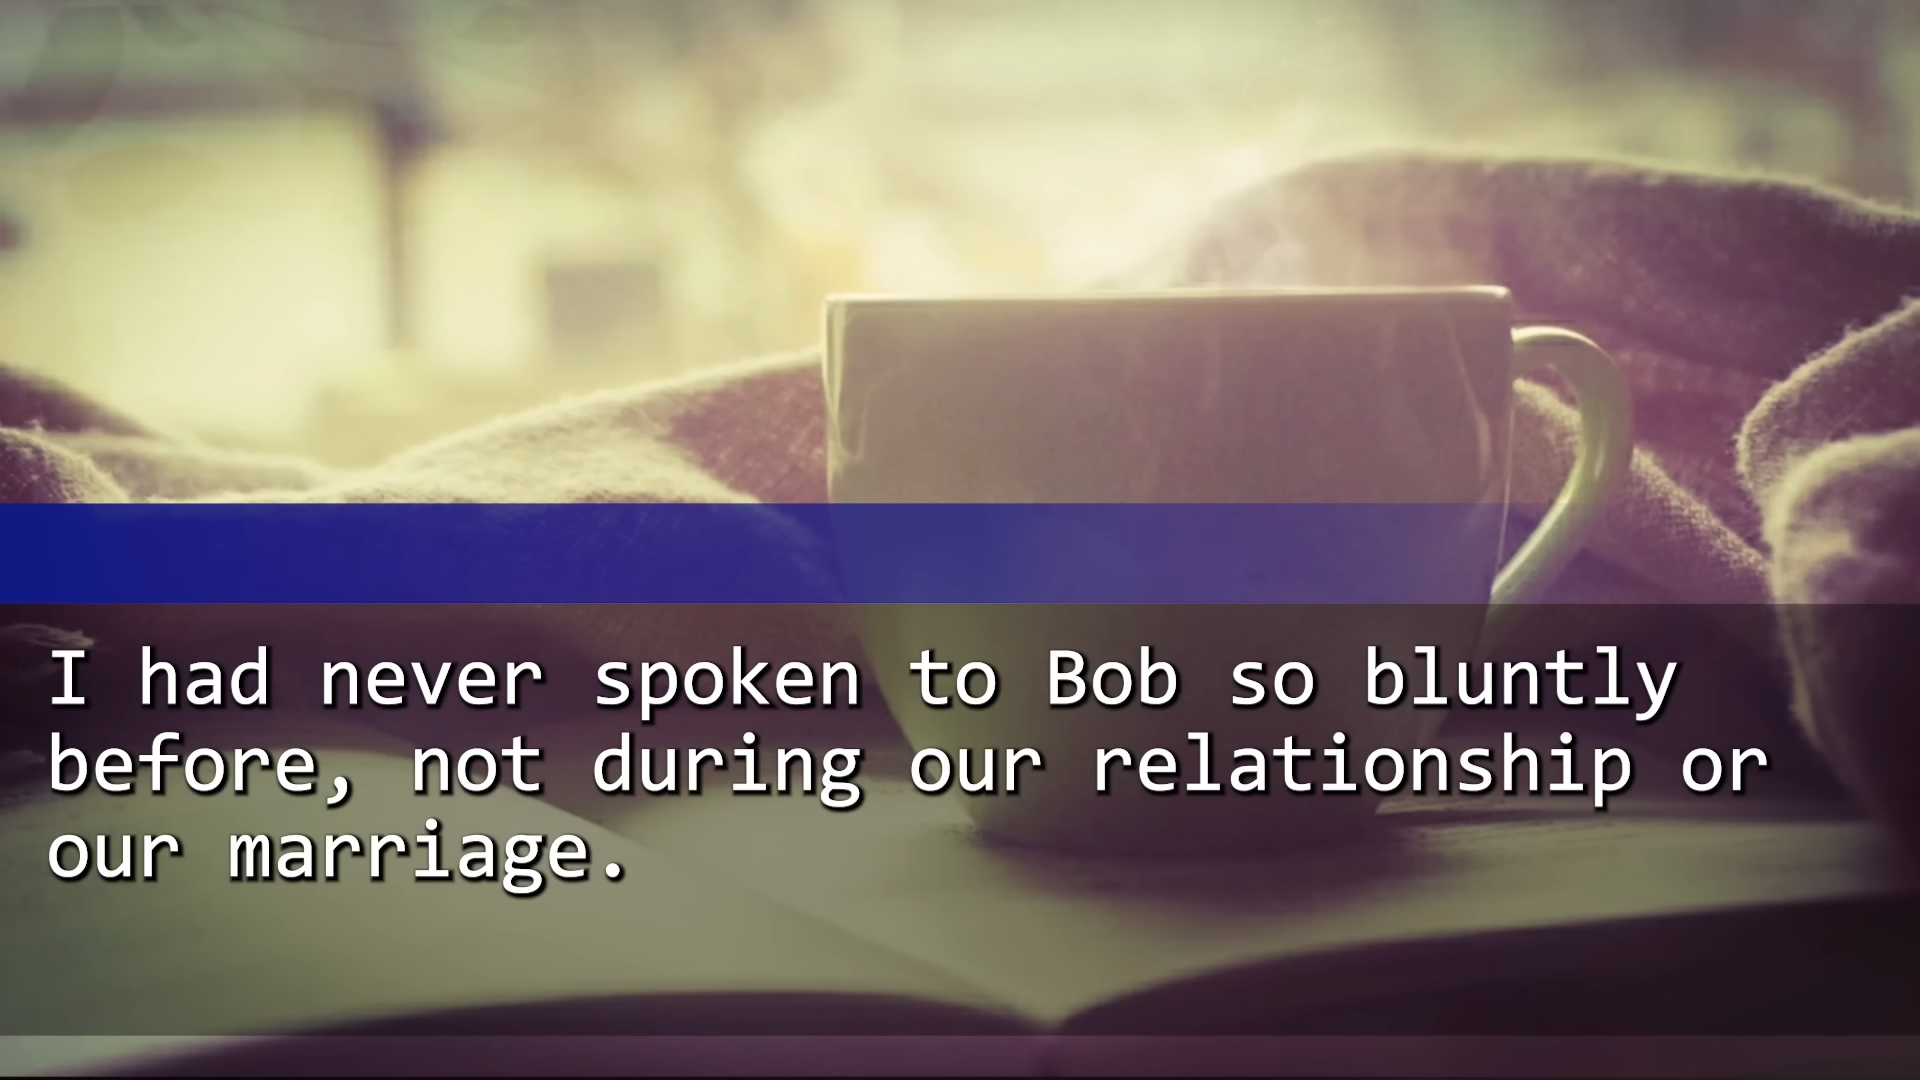 I had never spoken to Bob so bluntly
before, not during our relationship or
our marriage.